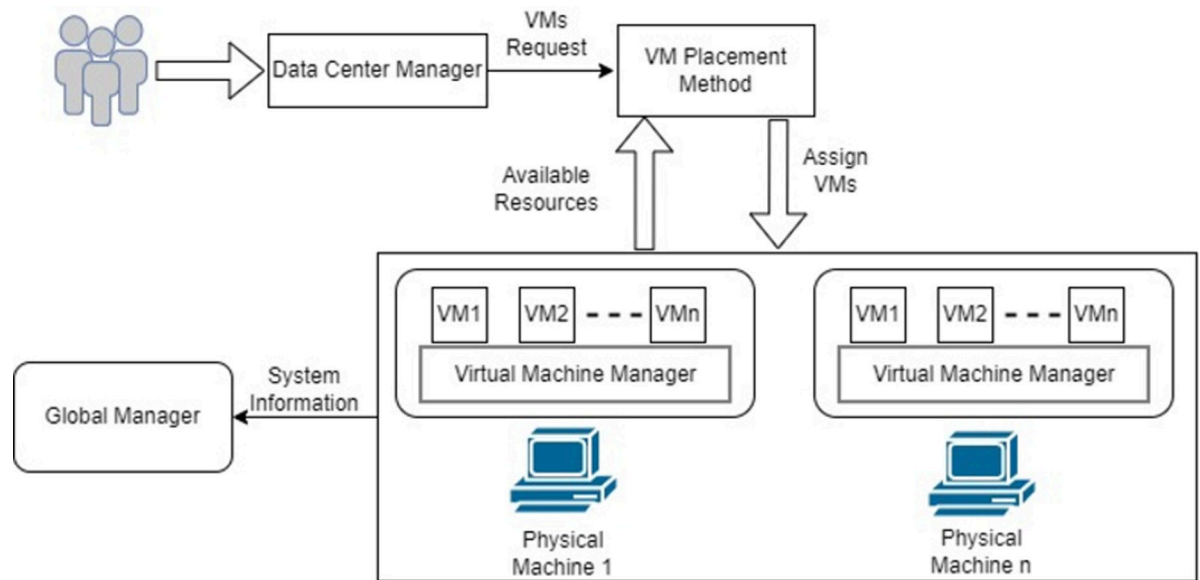 VMs
Request
Data Center Manager
VM Placement
Method
Available
Resources
Assign
VMs
VM1
VM2
VMn
VM1
VM2
VMn
Virtual Machine Manager
Virtual Machine Manager
System
Information
Global Manager
Physical
Machine 1
Physical
Machine n